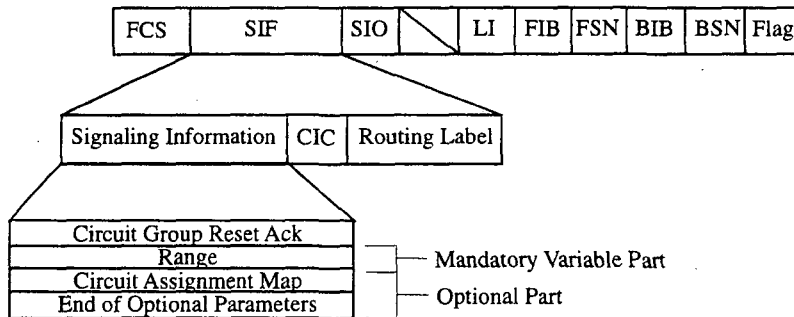 FCS SIF SIO LI FIB FSN BIB BSN Flag
Signaling Information CIC Routing Label
Circuit Group Reset Ack
Range
Mandatory Variable Part
Circuit Assignment Map
End of Optional Parameters
Optional Part